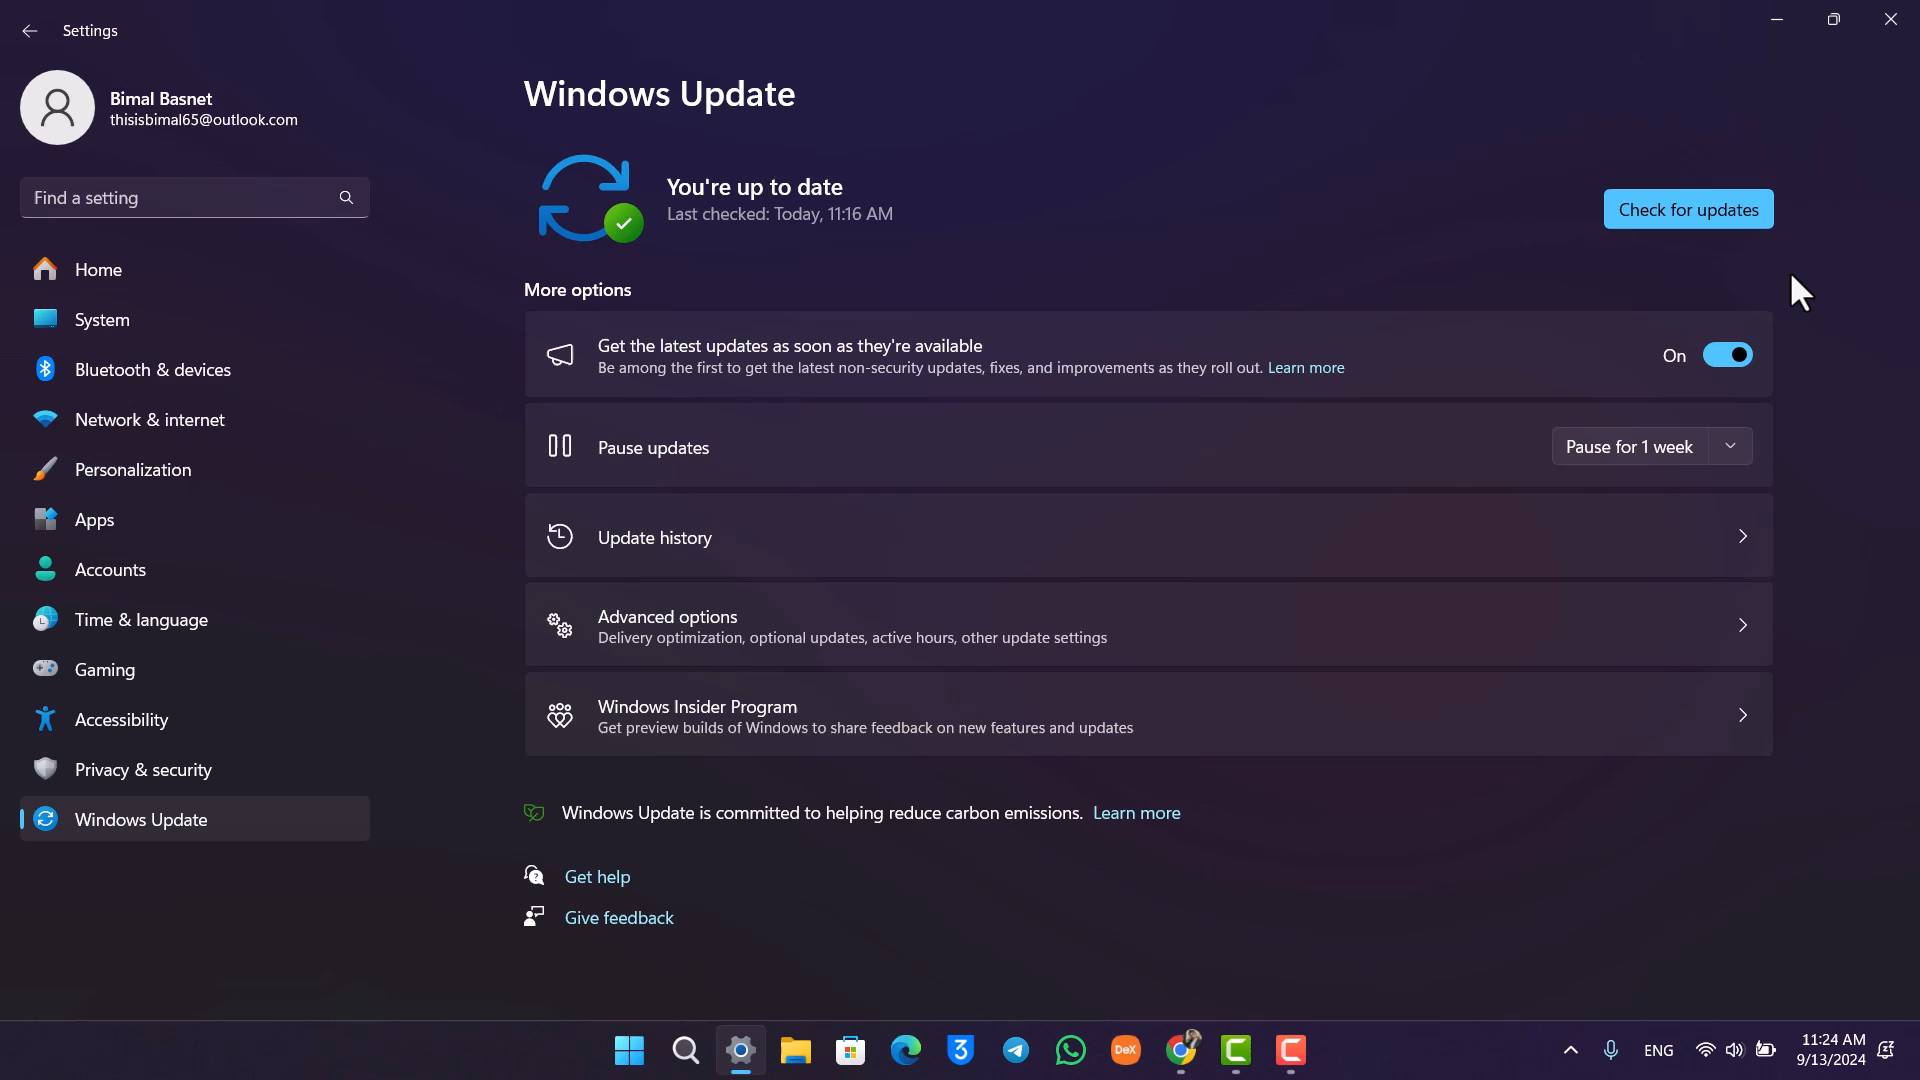 Settings
Bimal Basnet
thisisbimal65@outlook.com
Find a setting
Home
System
Bluetooth & devices
Network & internet
Personalization
Apps
Accounts
Time & language
Gaming
Accessibility
Privacy & security
Windows Update
Windows Update
You're up to date
Last checked: Today, 11:16 AM
Check for updates
More options
Get the latest updates as soon as they're available
Be among the first to get the latest non-security updates, fixes, and improvements as they roll out. Learn more
On
Pause updates
Pause for 1 week
Update history
Advanced options
Delivery optimization, optional updates, active hours, other update settings
Windows Insider Program
Get preview builds of Windows to share feedback on new features and updates
Windows Update is committed to helping reduce carbon emissions. Learn more
Get help
Give feedback
3
DeX
ENG
11:24 AM
9/13/2024